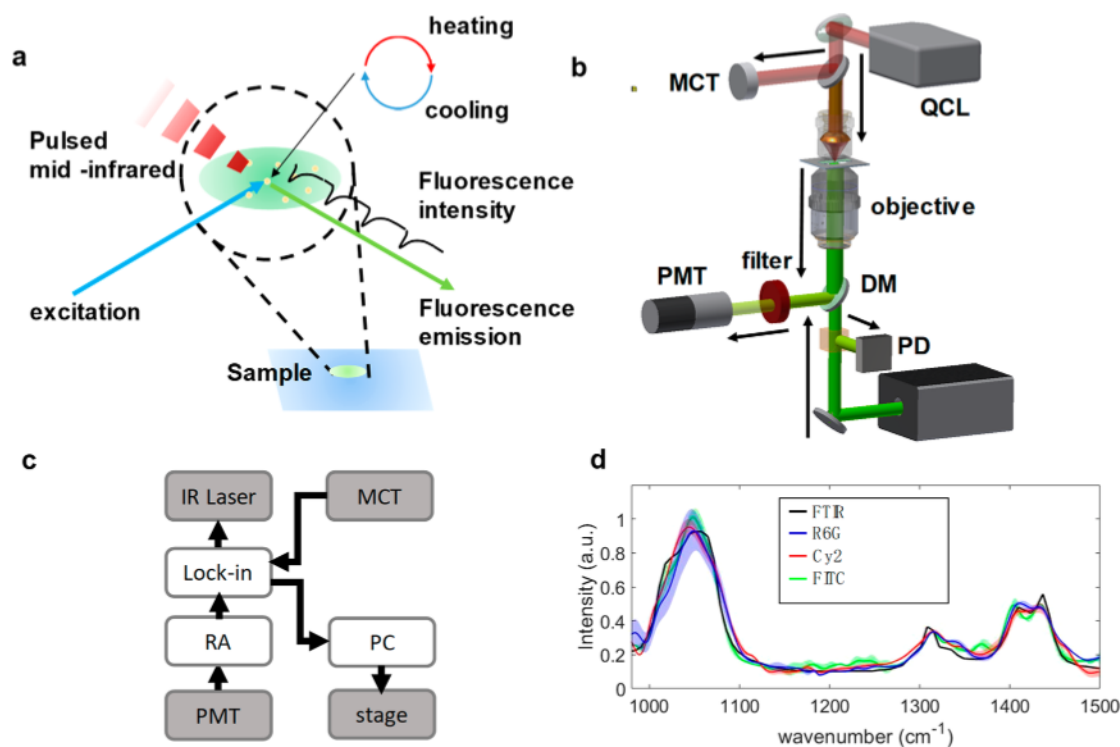 a
heating
cooling
Pulsed
mid -infrared
Fluorescence
intensity
excitation
Fluorescence
emission
Sample
b
MCT
QCL
objective
filter
PMT
DM
PD
c
IR Laser
MCT
Lock-in
RA
PC
PMT
stage
d
FTIR
R6G
Cy2
FITC
Intensity (a.u.)
1
0.8
0.6
0.4
0.2
0
1000 1100 1200 1300 1400 1500
wavenumber (cm⁻¹)